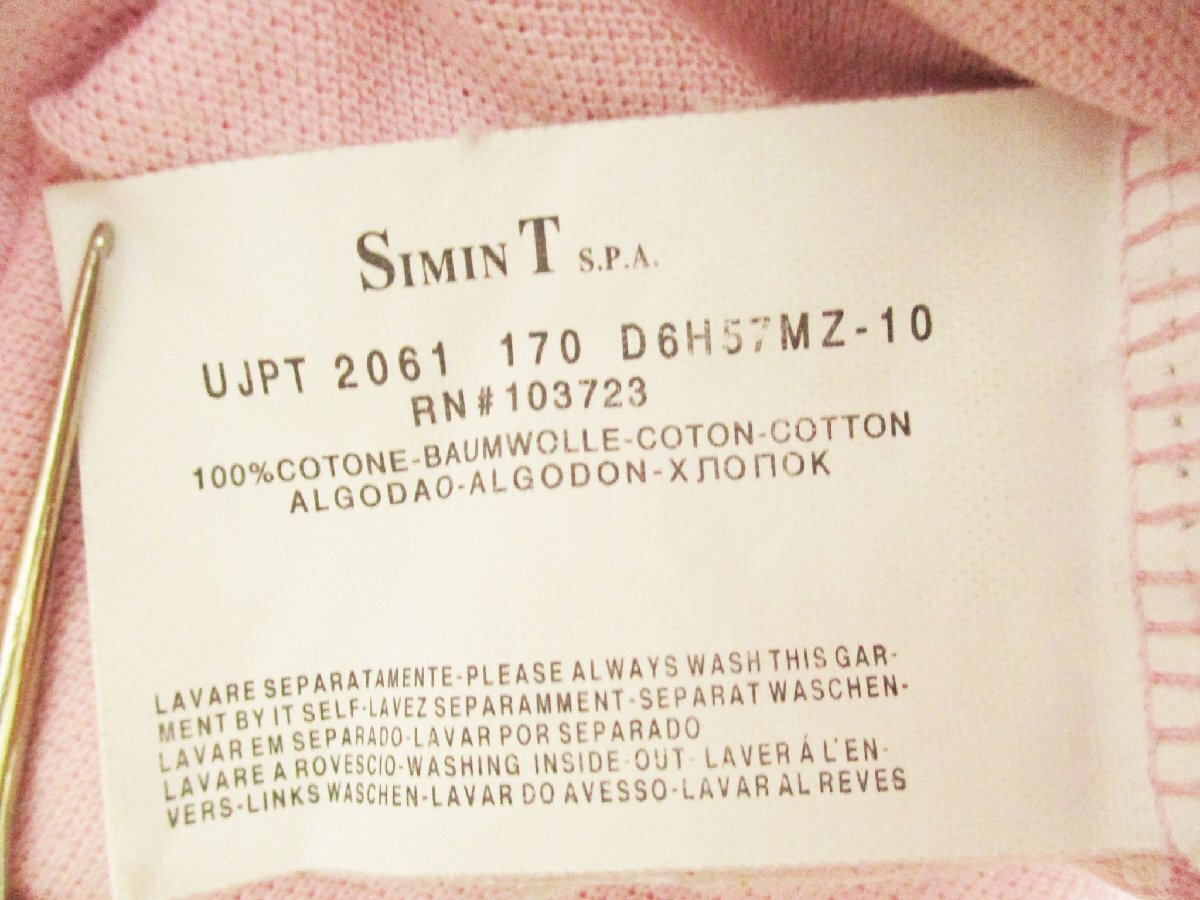 SIMINT S.P.A.
UJPT 2061 170 D6H57MZ-10
RN#103723
100%COTONE-BAUMWOLLE-COTON-COTTON
ALGODAO-ALGODON-ХЛОПОК
LAVARE SEPARATAMENTE-PLEASE ALWAYS WASH THIS GAR-
MENT BY IT SELF-LAVEZ SEPARAMMENT-SEPARAT WASCHEN-
LAVAR EM SEPARADO-LAVAR POR SEPARADO
LAVARE A ROVESCIO-WASHING INSIDE-OUT-LAVER Á L'EN-
VERS-LINKS WASCHEN-LAVAR DO AVESSO-LAVAR AL REVES